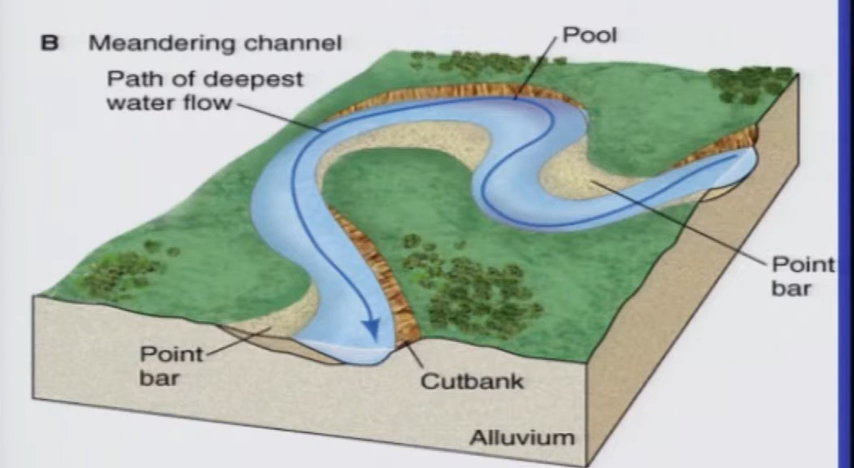 B Meandering channel
Pool
Path of deepest
water flow
Point
bar
Point
bar
Cutbank
Alluvium